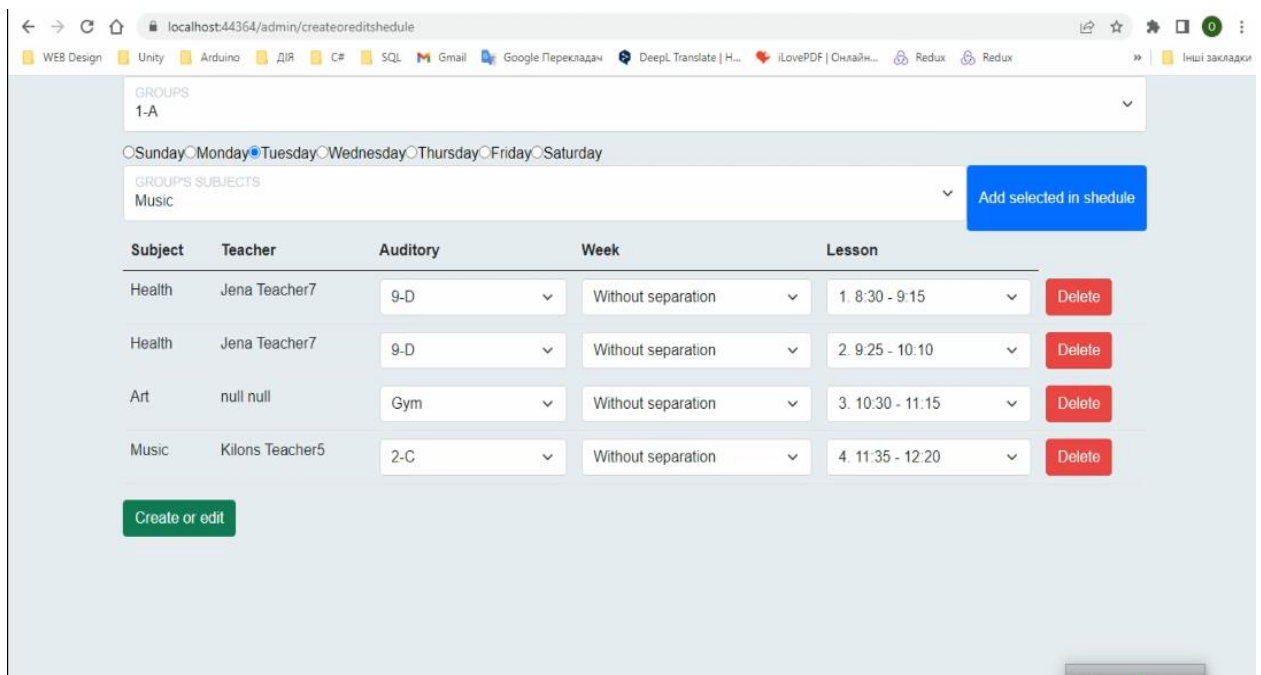 localhost:44364/admin/createoreditshedule
WEB Design Unity Arduino ДІЯ C# SQL Gmail Google Перекладач DeepL Translate | H... iLovePDF | Онлайн... Redux Redux » Інші закладки
GROUPS
1-A
Sunday Monday Tuesday Wednesday Thursday Friday Saturday
GROUP'S SUBJECTS
Music
Add selected in shedule
Subject Teacher Auditory Week Lesson
Health Jena Teacher7 9-D Without separation 1. 8:30 - 9:15 Delete
Health Jena Teacher7 9-D Without separation 2. 9:25 - 10:10 Delete
Art null null Gym Without separation 3. 10:30 - 11:15 Delete
Music Kilons Teacher5 2-C Without separation 4. 11:35 - 12:20 Delete
Create or edit